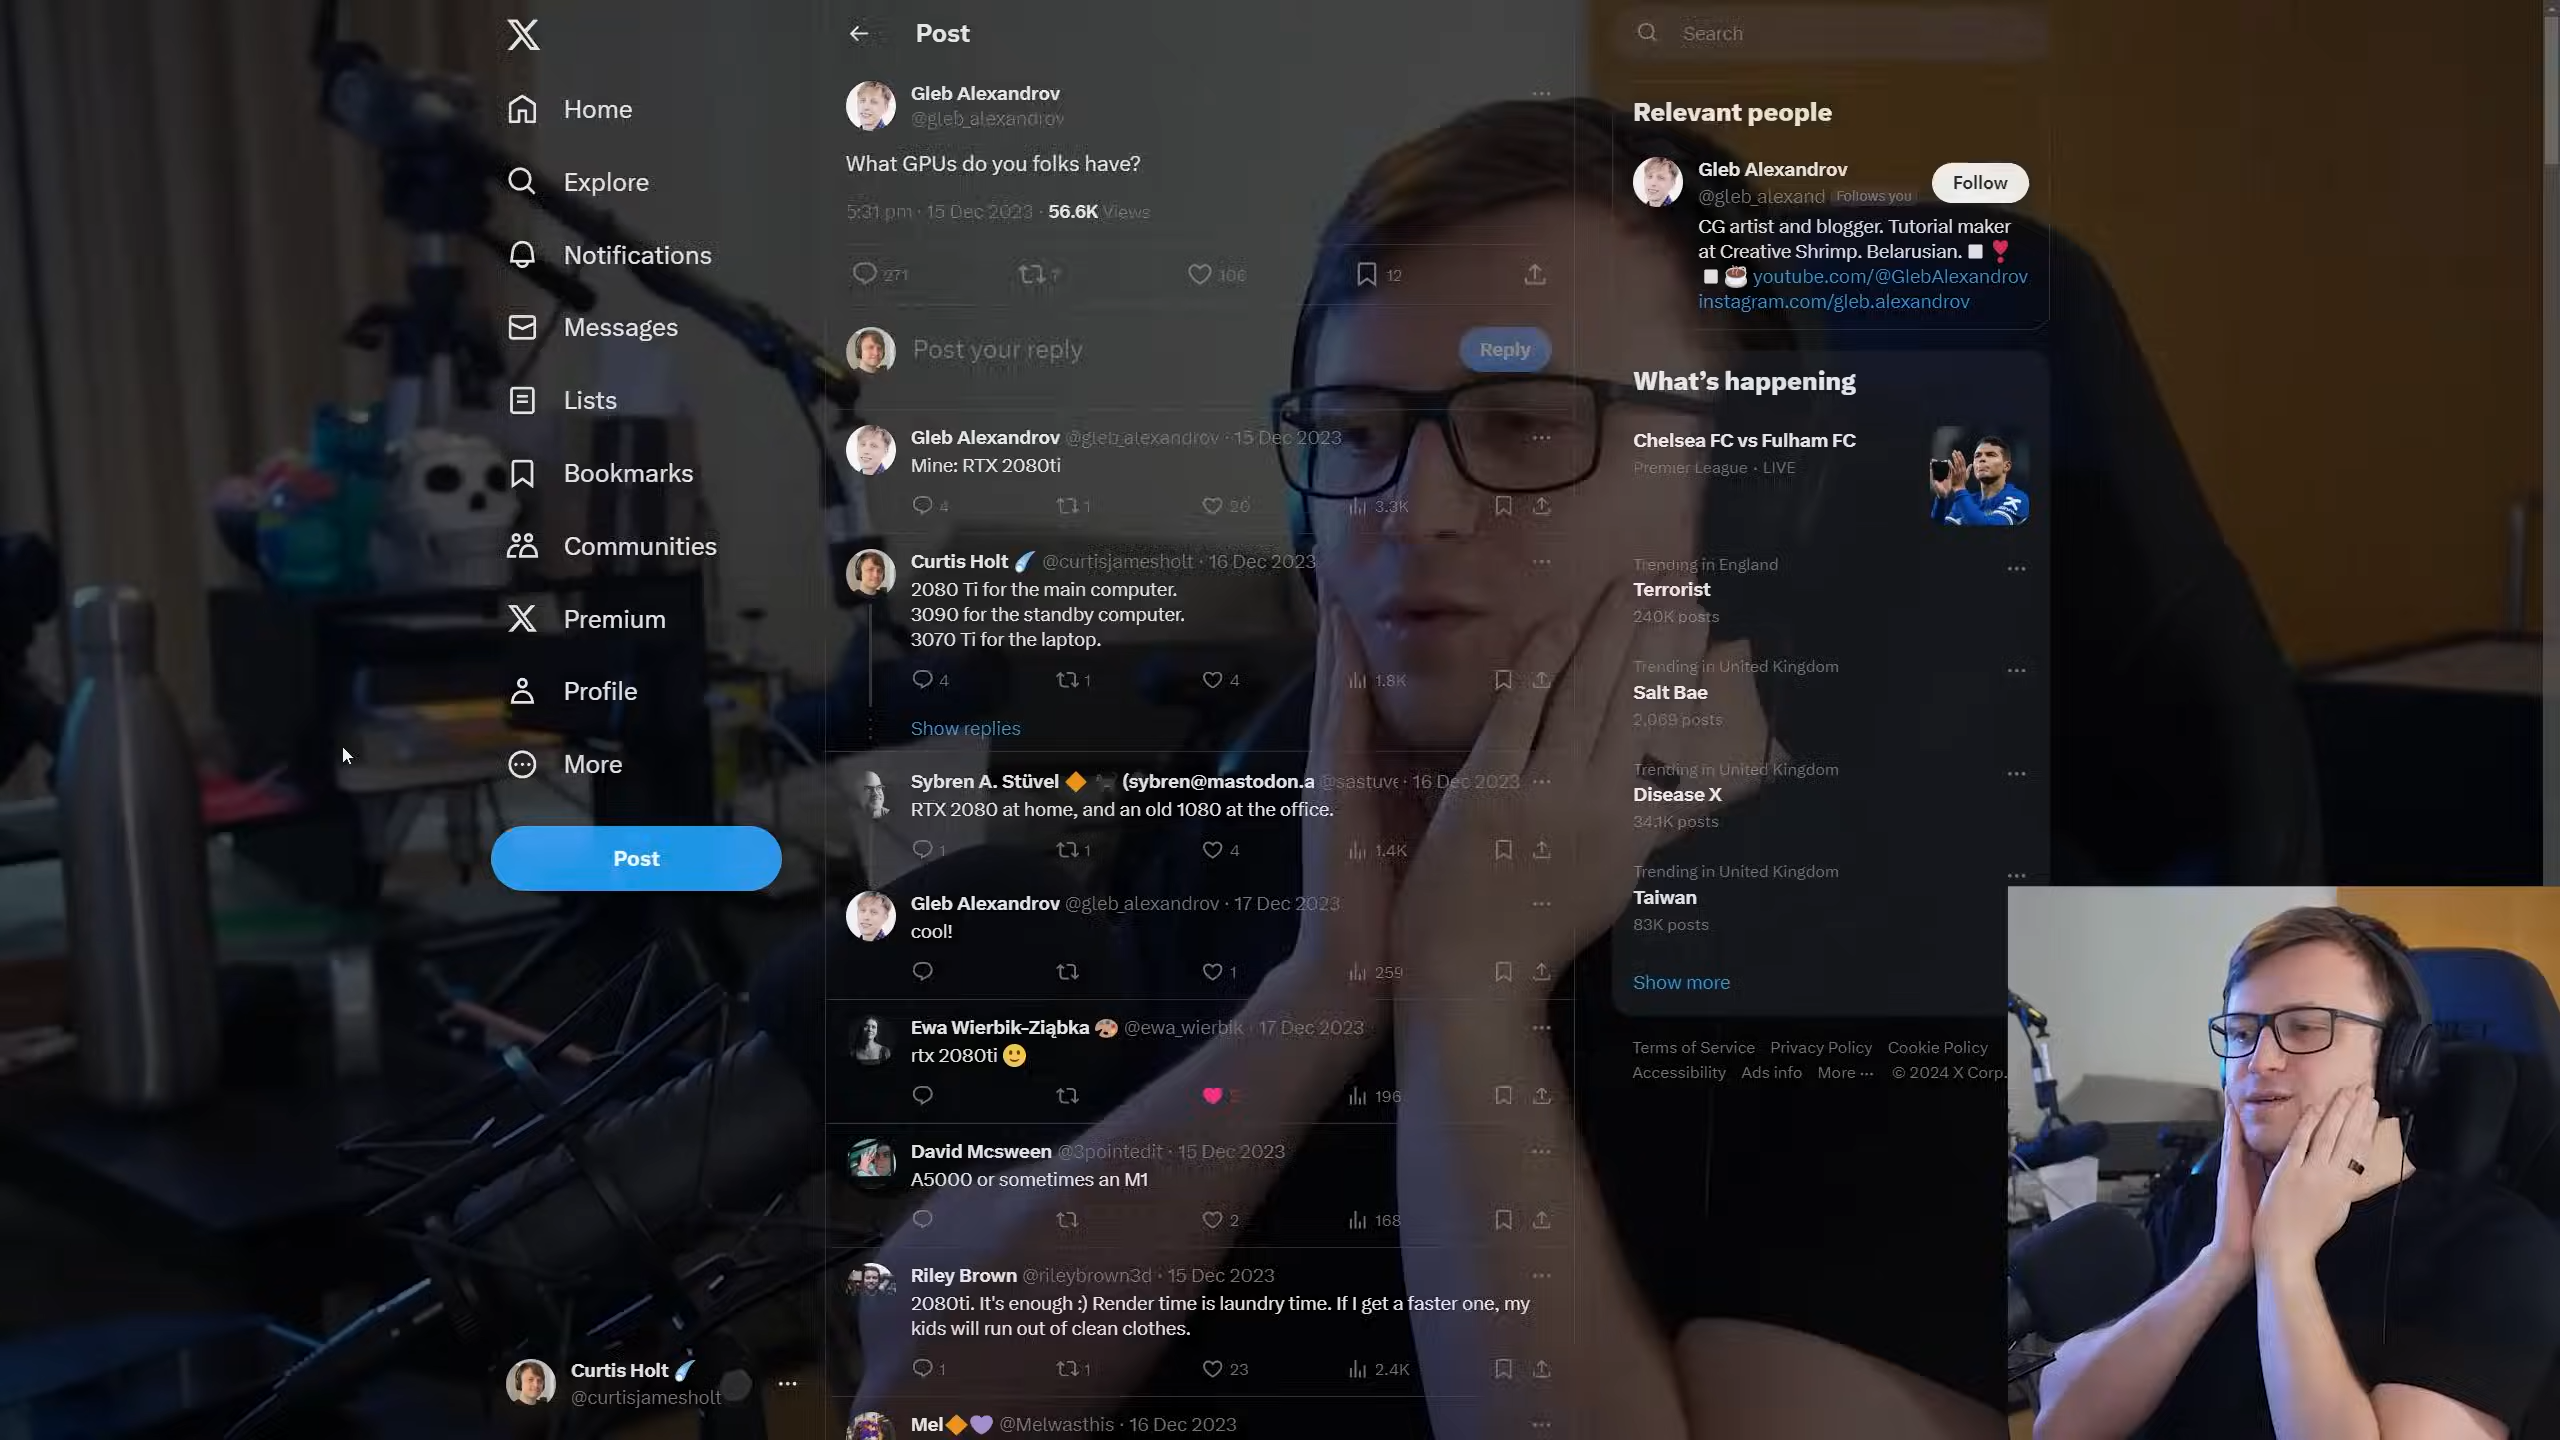 Home
Explore
Notifications
Messages
Lists
Bookmarks
Communities
Premium
Profile
More
Post
Curtis Holt
@curtisjamesholt
Post
Gleb Alexandrov
@gleb_alexandrov
What GPUs do you folks have?
5:31 pm · 15 Dec 2023 · 56.6K Views
271 7 106 12
Post your reply
Reply
Gleb Alexandrov @gleb_alexandrov · 15 Dec 2023
Mine: RTX 2080ti
4 1 20 3.3K
Curtis Holt @curtisjamesholt · 16 Dec 2023
2080 Ti for the main computer.
3090 for the standby computer.
3070 Ti for the laptop.
4 1 4 1.8K
Show replies
Sybren A. Stüvel 🔶 (sybren@mastodon.a @sastuve · 16 Dec 2023
RTX 2080 at home, and an old 1080 at the office.
1 1 4 1.4K
Gleb Alexandrov @gleb_alexandrov · 17 Dec 2023
cool!
1 259
Ewa Wierbik-Ziąbka 🎨 @ewa_wierbik · 17 Dec 2023
rtx 2080ti 🙂
196
David Mcsween @3pointedit · 15 Dec 2023
A5000 or sometimes an M1
2 168
Riley Brown @rileybrown3d · 15 Dec 2023
2080ti. It's enough :) Render time is laundry time. If I get a faster one, my
kids will run out of clean clothes.
1 1 23 2.4K
Mel🔶💜 @Melwasthis · 16 Dec 2023
Search
Relevant people
Gleb Alexandrov
@gleb_alexand Follows you
Follow
CG artist and blogger. Tutorial maker
at Creative Shrimp. Belarusian. ◻️❣️
◻️☕ youtube.com/@GlebAlexandrov
instagram.com/gleb.alexandrov
What's happening
Chelsea FC vs Fulham FC
Premier League · LIVE
Trending in England
Terrorist
240K posts
Trending in United Kingdom
Salt Bae
2,069 posts
Trending in United Kingdom
Disease X
34.1K posts
Trending in United Kingdom
Taiwan
83K posts
Show more
Terms of Service Privacy Policy Cookie Policy
Accessibility Ads info More ··· © 2024 X Corp.